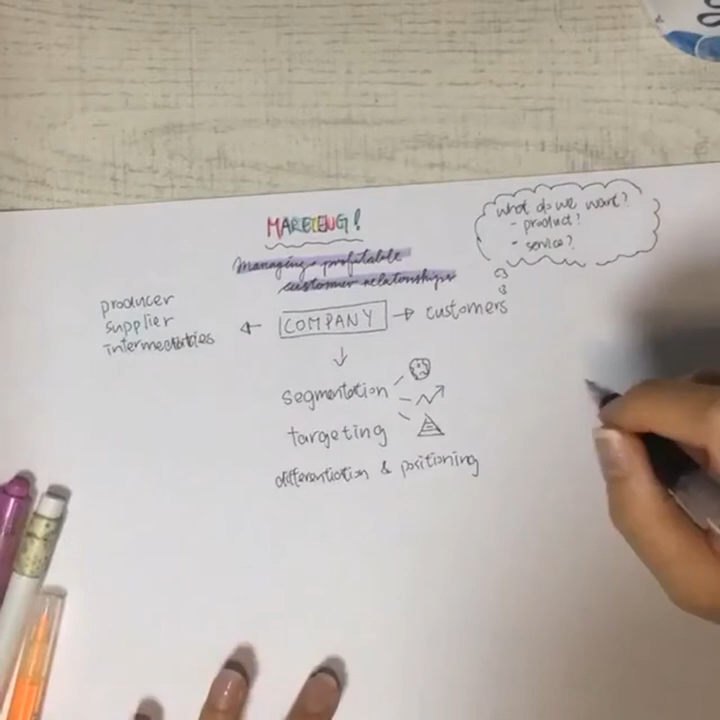 MARETENG!
Managing profitable
customer relationships
What do we want?
- product?
- service?
producer
supplier
intermediaries
COMPANY
customers
segmentation
targeting
differentiation & positioning